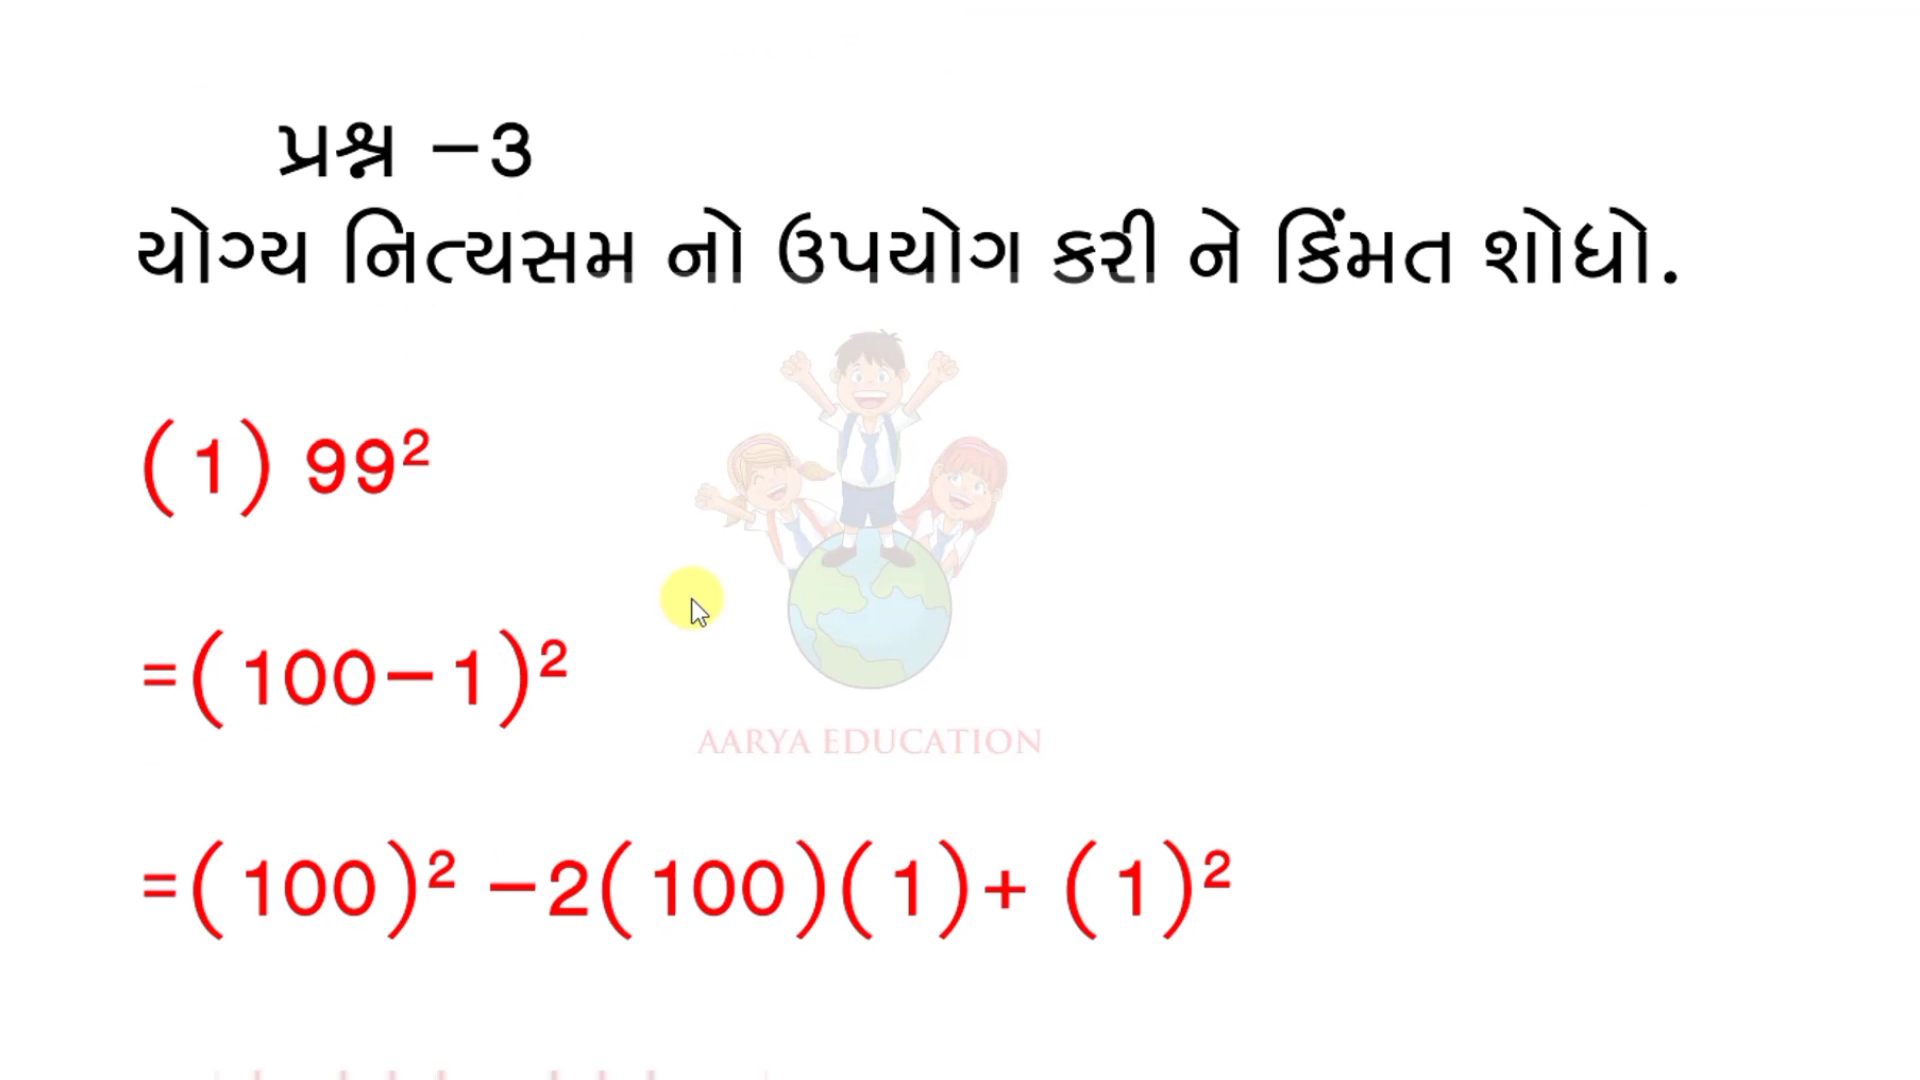 પ્રશ્ન –૩
યોગ્ય નિત્યસમ નો ઉપયોગ કરી ને કિંમત શોધો.
(1) 99²
=(100–1)²
AARYA EDUCATION
=(100)² –2(100)(1)+ (1)²